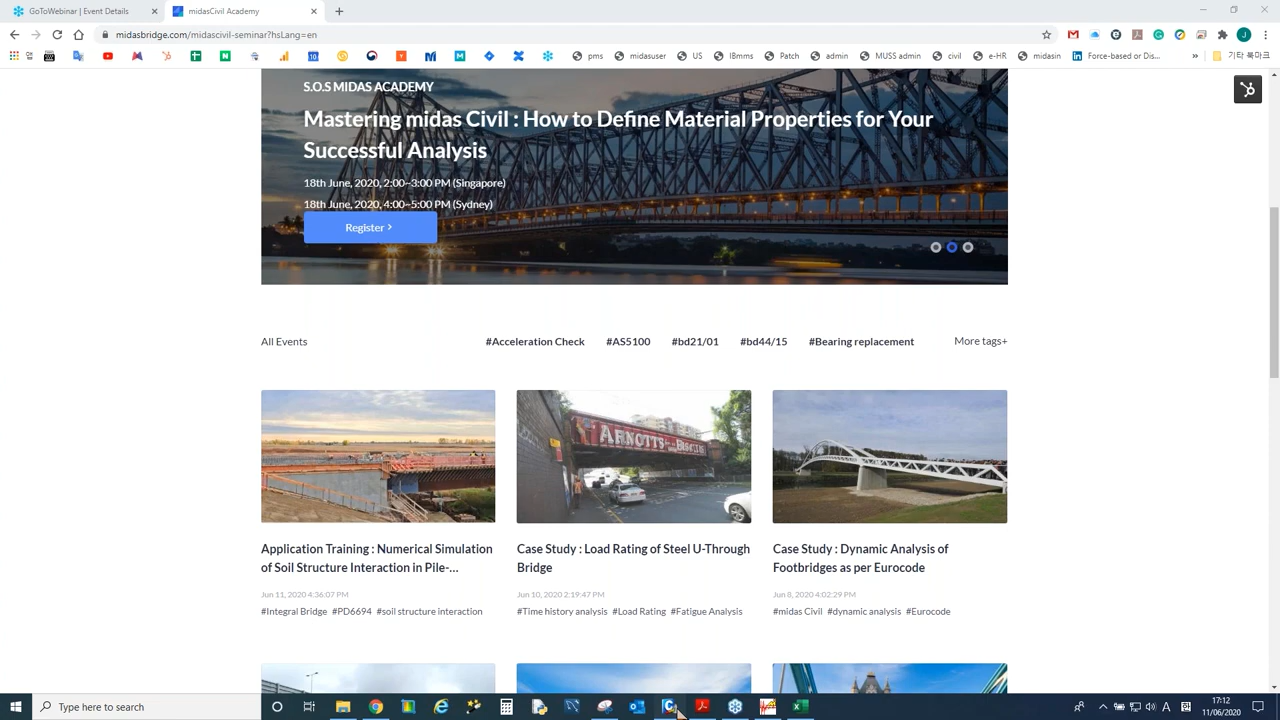 GoToWebinar | Event Details
midasCivil Academy
midasbridge.com/midascivil-seminar?hsLang=en
앱
pms
midasuser
US
I8mms
Patch
admin
MUSS admin
civil
e-HR
midasin
Force-based or Dis...
»
기타 북마크
S.O.S MIDAS ACADEMY
Mastering midas Civil : How to Define Material Properties for Your
Successful Analysis
18th June, 2020, 2:00~3:00 PM (Singapore)
18th June, 2020, 4:00~5:00 PM (Sydney)
Register >
All Events
#Acceleration Check
#AS5100
#bd21/01
#bd44/15
#Bearing replacement
More tags+
ARNOTT'S
Application Training : Numerical Simulation
of Soil Structure Interaction in Pile-...
Jun 11, 2020 4:36:07 PM
#Integral Bridge #PD6694 #soil structure interaction
Case Study : Load Rating of Steel U-Through
Bridge
Jun 10, 2020 2:19:47 PM
#Time history analysis #Load Rating #Fatigue Analysis
Case Study : Dynamic Analysis of
Footbridges as per Eurocode
Jun 8, 2020 4:02:29 PM
#midas Civil #dynamic analysis #Eurocode
Type here to search
17:12
11/06/2020